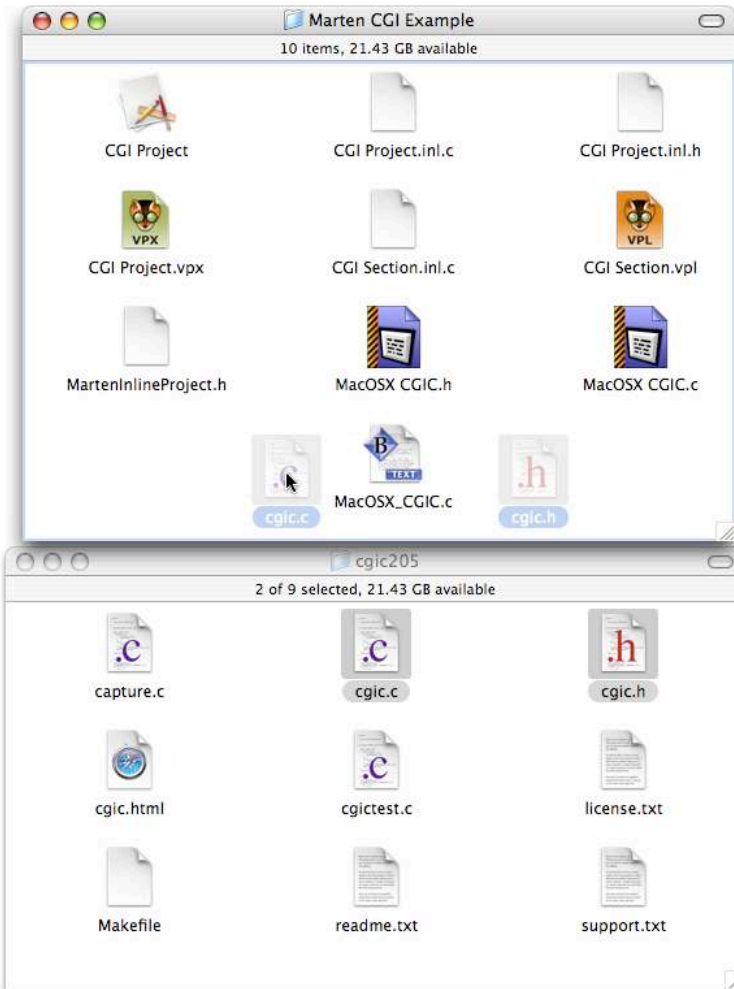 Marten CGI Example
10 items, 21.43 GB available
CGI Project
CGI Project.inl.c
CGI Project.inl.h
VPX
VPL
CGI Project.vpx
CGI Section.inl.c
CGI Section.vpl
MartenInlineProject.h
MacOSX CGIC.h
MacOSX CGIC.c
B
TEXT
.c
.h
MacOSX_CGIC.c
cgic.c
cgic.h
cgic205
2 of 9 selected, 21.43 GB available
.c
.c
.h
capture.c
cgic.c
cgic.h
.c
cgic.html
cgictest.c
license.txt
Makefile
readme.txt
support.txt